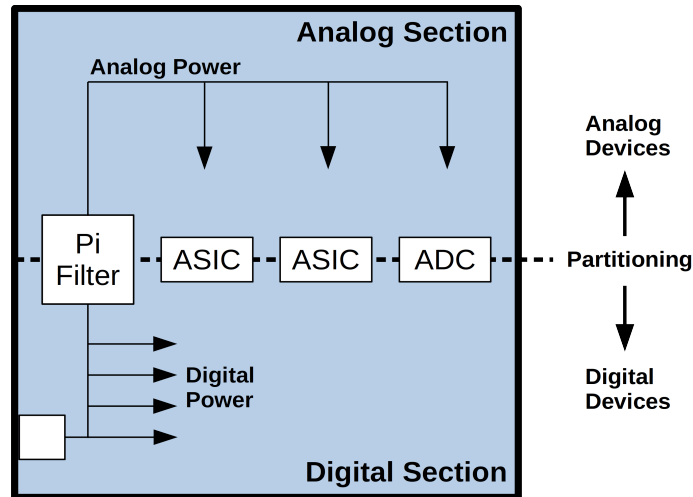 Analog Section
Analog Power
Analog
Devices
Pi
Filter
ASIC
ASIC
ADC
Partitioning
Digital
Power
Digital
Devices
Digital Section